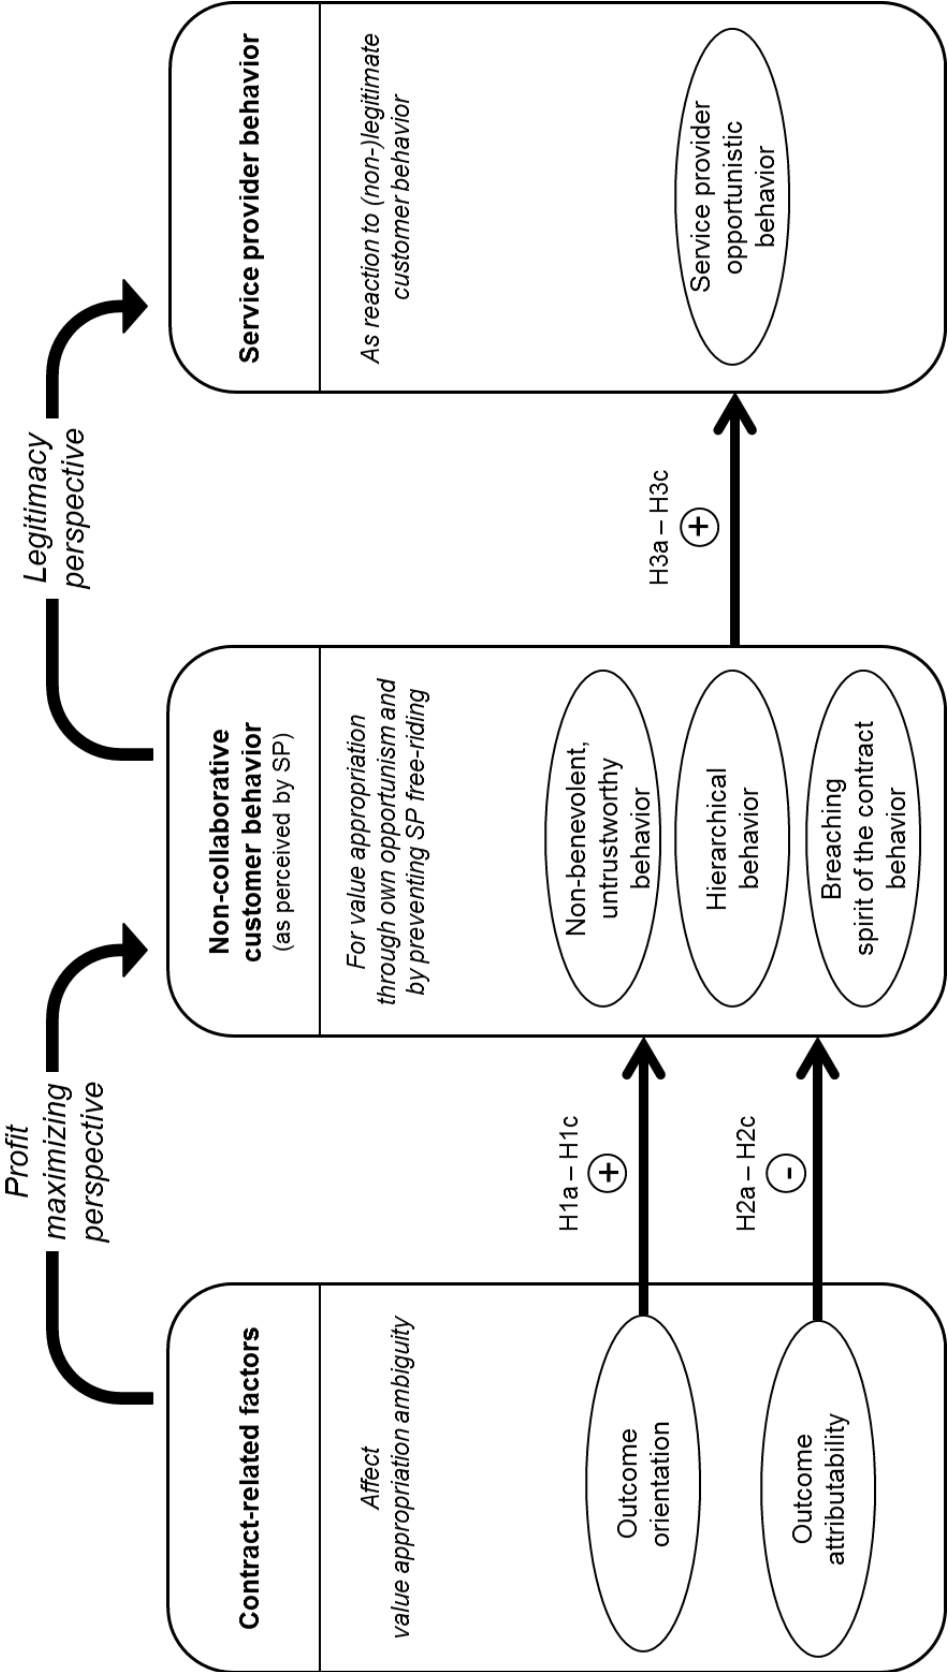 Profit
maximizing
perspective
Legitimacy
perspective
Contract-related factors
Affect
value appropriation ambiguity
Outcome
orientation
Outcome
attributability
H1a – H1c
+
H2a – H2c
-
Non-collaborative
customer behavior
(as perceived by SP)
For value appropriation
through own opportunism and
by preventing SP free-riding
Non-benevolent,
untrustworthy
behavior
Hierarchical
behavior
Breaching
spirit of the contract
behavior
H3a – H3c
+
Service provider behavior
As reaction to (non-)legitimate
customer behavior
Service provider
opportunistic
behavior